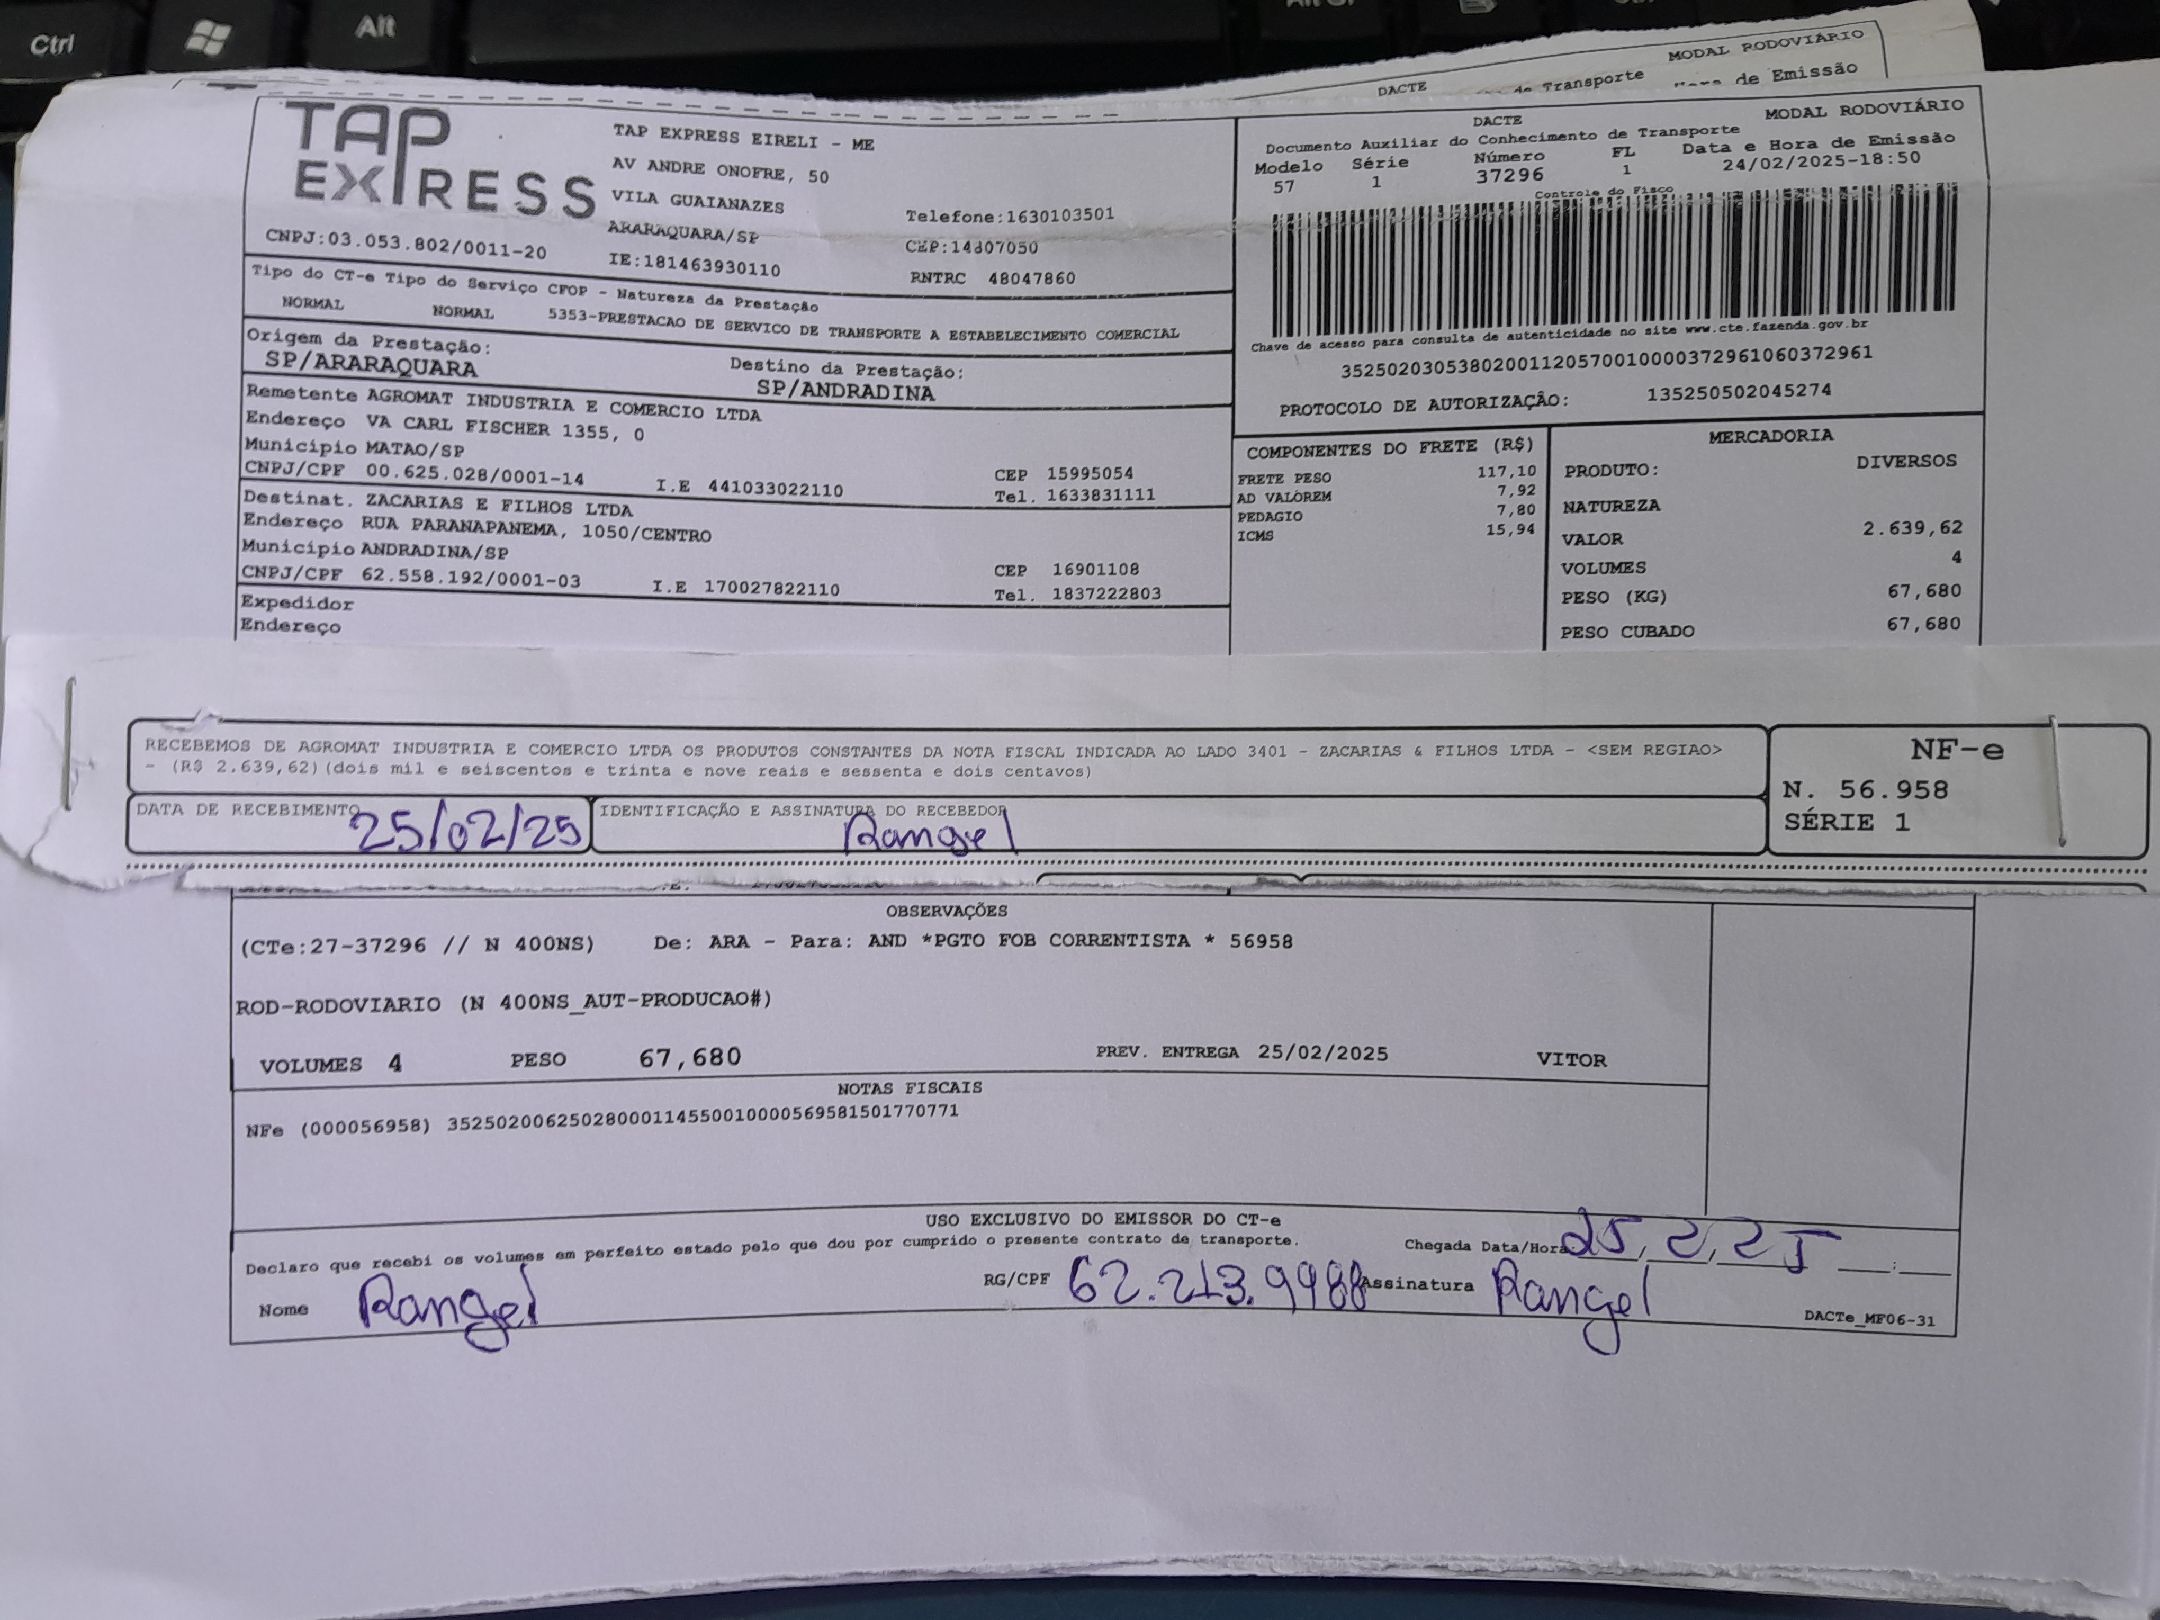 Ctrl
Alt
Alt Gr
MODAL RODOVIÁRIO
DACTE
de Transporte
de Emissão
TAP EXPRESS
TAP EXPRESS EIRELI - ME
AV ANDRE ONOFRE, 50
VILA GUAIANAZES
Telefone:1630103501
ARARAQUARA/SP
CEP:14807050
CNPJ:03.053.802/0011-20
IE:181463930110
RNTRC 48047860
Tipo do CT-e Tipo do Serviço CFOP - Natureza da Prestação
NORMAL NORMAL 5353-PRESTACAO DE SERVICO DE TRANSPORTE A ESTABELECIMENTO COMERCIAL
Origem da Prestação:
SP/ARARAQUARA
Destino da Prestação:
SP/ANDRADINA
Remetente AGROMAT INDUSTRIA E COMERCIO LTDA
Endereço VA CARL FISCHER 1355, 0
Município MATAO/SP
CEP 15995054
CNPJ/CPF 00.625.028/0001-14 I.E 441033022110 Tel. 1633831111
Destinat. ZACARIAS E FILHOS LTDA
Endereço RUA PARANAPANEMA, 1050/CENTRO
Município ANDRADINA/SP
CEP 16901108
CNPJ/CPF 62.558.192/0001-03 I.E 170027822110 Tel. 1837222803
Expedidor
Endereço
DACTE MODAL RODOVIÁRIO
Documento Auxiliar do Conhecimento de Transporte
Modelo Série Número FL Data e Hora de Emissão
57 1 37296 1 24/02/2025-18:50
Controle do Fisco
Chave de acesso para consulta de autenticidade no site www.cte.fazenda.gov.br
35250203053802001120570010000372961060372961
PROTOCOLO DE AUTORIZAÇÃO: 135250502045274
COMPONENTES DO FRETE (R$)
FRETE PESO 117,10
AD VALOREM 7,92
PEDAGIO 7,80
ICMS 15,94
MERCADORIA
PRODUTO: DIVERSOS
NATUREZA
VALOR 2.639,62
VOLUMES 4
PESO (KG) 67,680
PESO CUBADO 67,680
RECEBEMOS DE AGROMAT INDUSTRIA E COMERCIO LTDA OS PRODUTOS CONSTANTES DA NOTA FISCAL INDICADA AO LADO 3401 - ZACARIAS & FILHOS LTDA - <SEM REGIAO>
- (R$ 2.639,62)(dois mil e seiscentos e trinta e nove reais e sessenta e dois centavos)
DATA DE RECEBIMENTO 25/02/25
IDENTIFICAÇÃO E ASSINATURA DO RECEBEDOR
Rangel
NF-e
N. 56.958
SÉRIE 1
OBSERVAÇÕES
(CTe:27-37296 // N 400NS) De: ARA - Para: AND *PGTO FOB CORRENTISTA * 56958
ROD-RODOVIARIO (N 400NS_AUT-PRODUCAO#)
VOLUMES 4 PESO 67,680 PREV. ENTREGA 25/02/2025 VITOR
NOTAS FISCAIS
NFe (000056958) 35250200625028000114550010000569581501770771
USO EXCLUSIVO DO EMISSOR DO CT-e
Declaro que recebi os volumes em perfeito estado pelo que dou por cumprido o presente contrato de transporte. Chegada Data/Hora 25/2/25
Nome Rangel RG/CPF 62.213.9988 Assinatura Rangel
DACTe_MF06-31